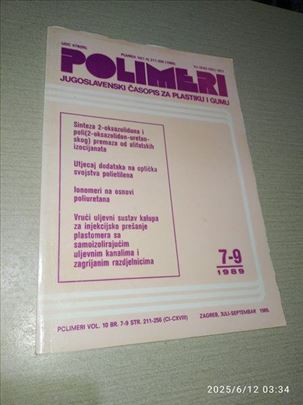 POLIMERI
JUGOSLAVENSKI ČASOPIS ZA PLASTIKU I GUMU
Sinteza 2-oksazolidona i
poli(2-oksazolidon-uretan-
skog) premaza od alifatskih
izocijanata
Utjecaj dodataka na optička
svojstva polietilena
Ionomeri na osnovi
poliuretana
Vrući uljevni sustav kalupa
za injekcijsko prešanje
plastomera sa
samoizolirajućim
uljevnim kanalima i
zagrijanim razdjelnicima
7-9
1989
POLIMERI VOL. 10 BR. 7-9 STR. 211-256 (CI-CXVIII)
ZAGREB, JULI-SEPTEMBAR 1989.
2025/6/12 03:34